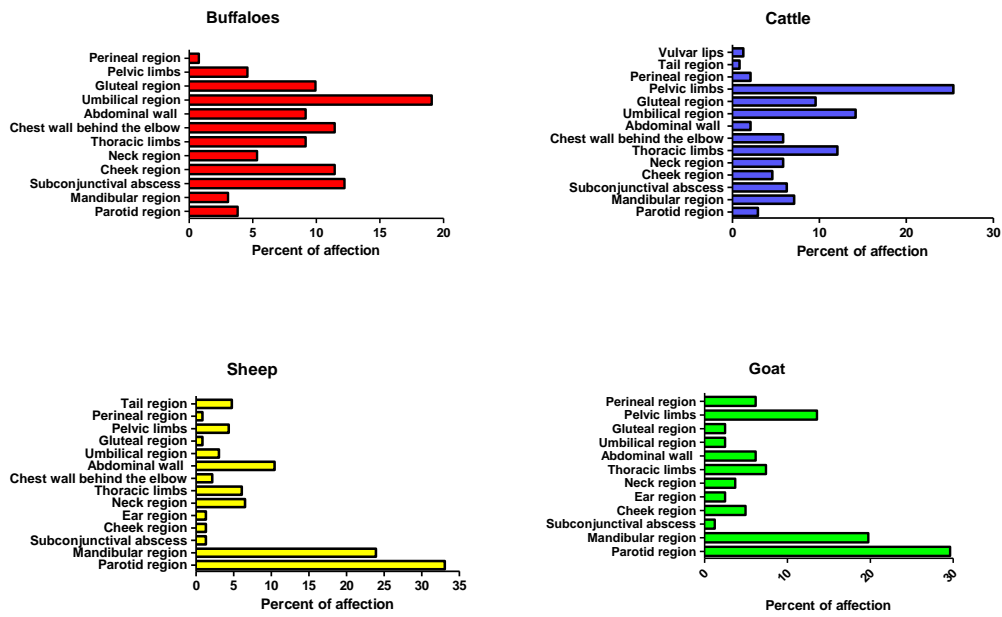 Buffaloes
Perineal region
Pelvic limbs
Gluteal region
Umbilical region
Abdominal wall
Chest wall behind the elbow
Thoracic limbs
Neck region
Cheek region
Subconjunctival abscess
Mandibular region
Parotid region
0 5 10 15 20
Percent of affection
Cattle
Vulvar lips
Tail region
Perineal region
Pelvic limbs
Gluteal region
Umbilical region
Abdominal wall
Chest wall behind the elbow
Thoracic limbs
Neck region
Cheek region
Subconjunctival abscess
Mandibular region
Parotid region
0 10 20 30
Percent of affection
Sheep
Tail region
Perineal region
Pelvic limbs
Gluteal region
Umbilical region
Abdominal wall
Chest wall behind the elbow
Thoracic limbs
Neck region
Ear region
Cheek region
Subconjunctival abscess
Mandibular region
Parotid region
0 5 10 15 20 25 30 35
Percent of affection
Goat
Perineal region
Pelvic limbs
Gluteal region
Umbilical region
Abdominal wall
Thoracic limbs
Neck region
Ear region
Cheek region
Subconjunctival abscess
Mandibular region
Parotid region
0 10 20 30
Percent of affection